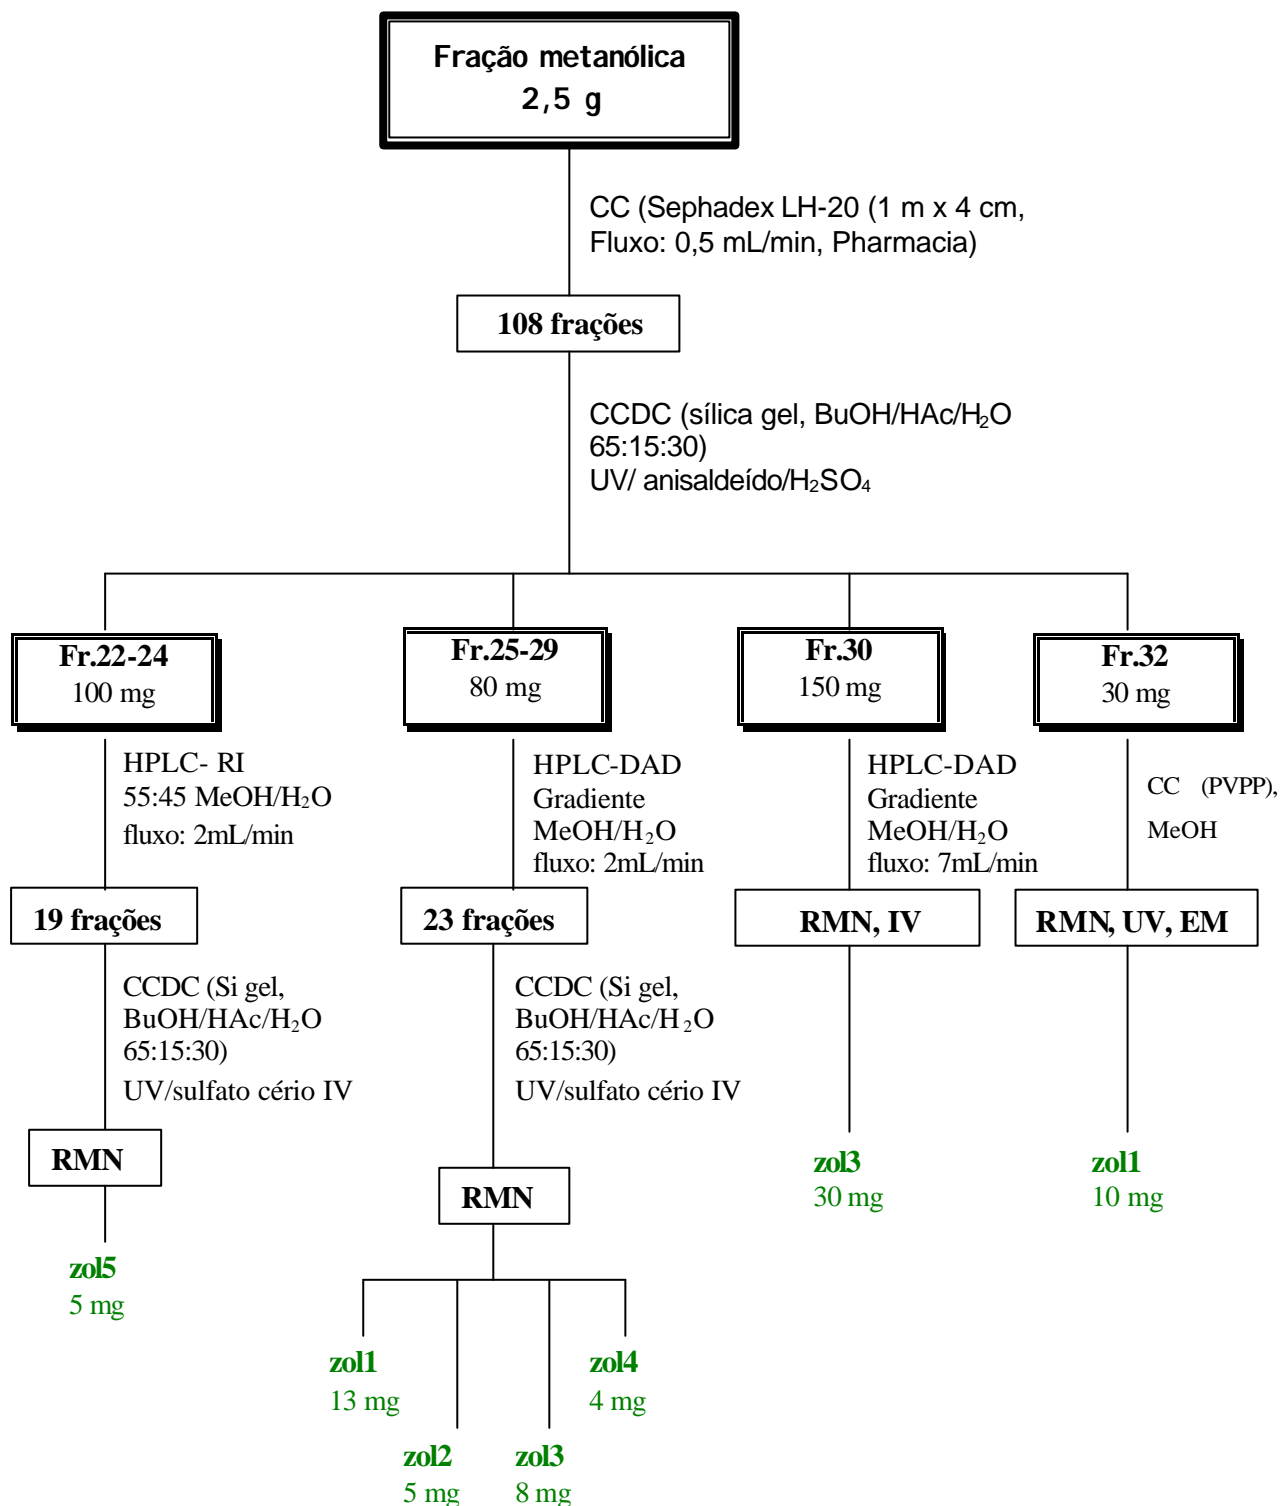 Fração metanólica
2,5 g
CC (Sephadex LH-20 (1 m x 4 cm,
Fluxo: 0,5 mL/min, Pharmacia)
108 frações
CCDC (sílica gel, BuOH/HAc/H₂O
65:15:30)
UV/ anisaldeído/H₂SO₄
Fr.22-24
100 mg
Fr.25-29
80 mg
Fr.30
150 mg
Fr.32
30 mg
HPLC- RI
55:45 MeOH/H₂O
fluxo: 2mL/min
HPLC-DAD
Gradiente
MeOH/H₂O
fluxo: 2mL/min
HPLC-DAD
Gradiente
MeOH/H₂O
fluxo: 7mL/min
CC (PVPP),
MeOH
19 frações
23 frações
RMN, IV
RMN, UV, EM
CCDC (Si gel,
BuOH/HAc/H₂O
65:15:30)
UV/sulfato cério IV
CCDC (Si gel,
BuOH/HAc/H₂O
65:15:30)
UV/sulfato cério IV
RMN
RMN
zol3
30 mg
zol1
10 mg
zol5
5 mg
zol1
13 mg
zol4
4 mg
zol2
5 mg
zol3
8 mg